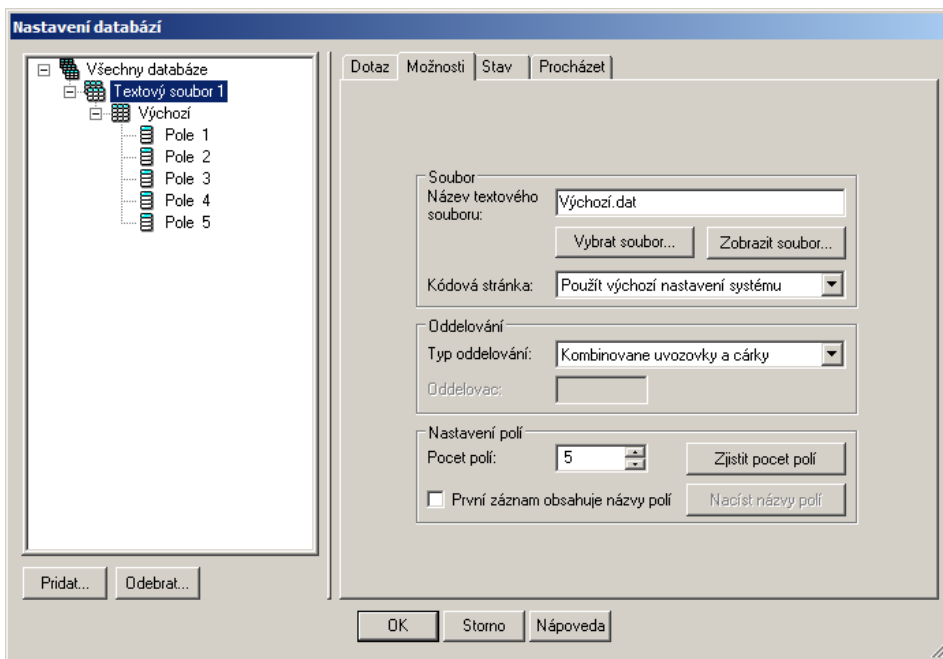 Nastavení databází
Všechny databáze
Textový soubor 1
Výchozí
Pole 1
Pole 2
Pole 3
Pole 4
Pole 5
Pridat...
Odebrat...
Dotaz
Možnosti
Stav
Procházet
Soubor
Název textového
souboru:
Výchozí.dat
Vybrat soubor...
Zobrazit soubor...
Kódová stránka:
Použít výchozí nastavení systému
Oddelování
Typ oddelování:
Kombinovane uvozovky a cárky
Oddelovac:
Nastavení polí
Pocet polí:
5
Zjistit pocet polí
První záznam obsahuje názvy polí
Nacíst názvy polí
OK
Storno
Nápoveda